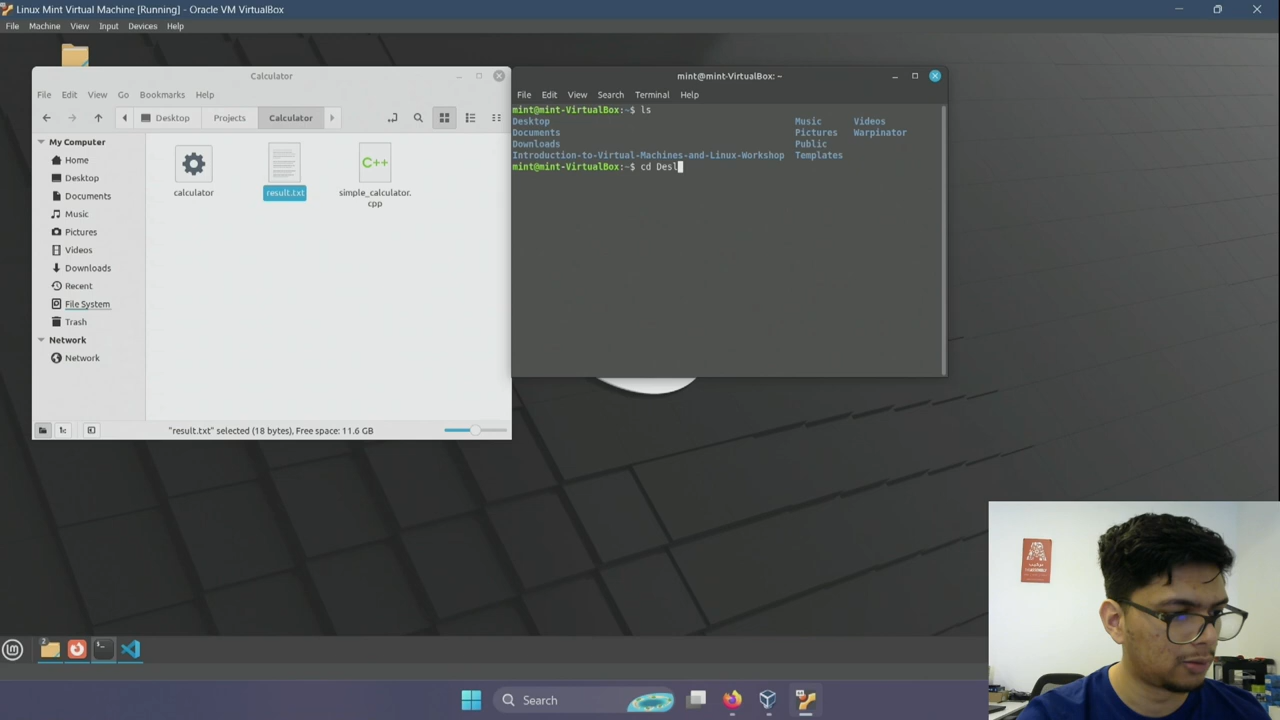 Linux Mint Virtual Machine [Running] - Oracle VM VirtualBox
File Machine View Input Devices Help
Calculator
File Edit View Go Bookmarks Help
Desktop Projects Calculator
My Computer
Home
Desktop
Documents
Music
Pictures
Videos
Downloads
Recent
File System
Trash
Network
Network
calculator
result.txt
simple_calculator.
cpp
C++
"result.txt" selected (18 bytes), Free space: 11.6 GB
mint@mint-VirtualBox: ~
File Edit View Search Terminal Help
mint@mint-VirtualBox:~$ ls
Desktop Music Videos
Documents Pictures Warpinator
Downloads Public
Introduction-to-Virtual-Machines-and-Linux-Workshop Templates
mint@mint-VirtualBox:~$ cd Desl
2
Search